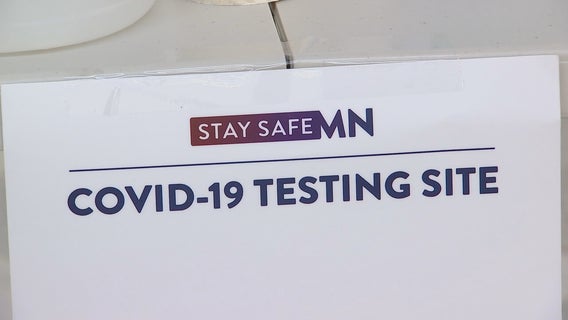 STAY SAFE MN
COVID-19 TESTING SITE